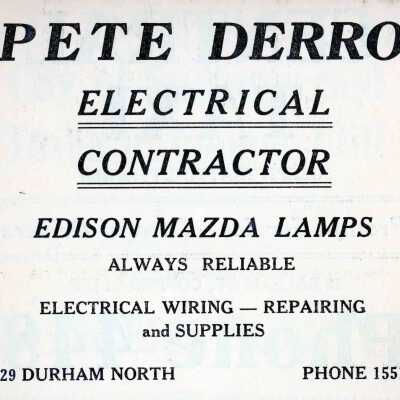 PETE DERRO
ELECTRICAL
CONTRACTOR
EDISON MAZDA LAMPS
ALWAYS RELIABLE
ELECTRICAL WIRING — REPAIRING
and SUPPLIES
29 DURHAM NORTH PHONE 155